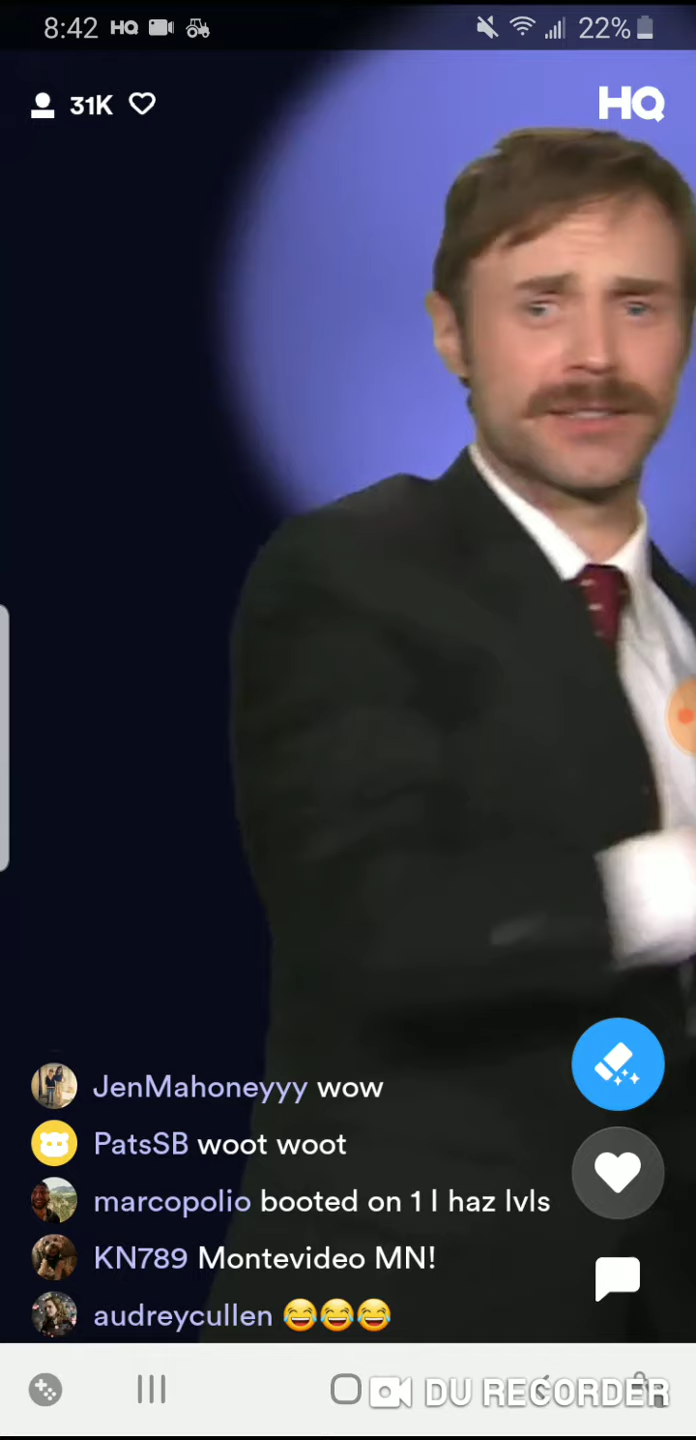 8:42 HQ 22%
31K HQ
JenMahoneyyy wow
PatsSB woot woot
marcopolio booted on 1 I haz lvls
KN789 Montevideo MN!
audreycullen 😂😂😂
DU RECORDER